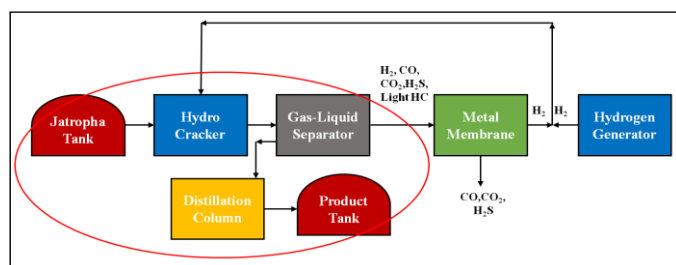 H₂, CO,
CO₂,H₂S,
Light HC
Jatropha
Tank
Hydro
Cracker
Gas-Liquid
Separator
Metal
Membrane
H₂
H₂
Hydrogen
Generator
Distillation
Column
Product
Tank
CO,CO₂,
H₂S